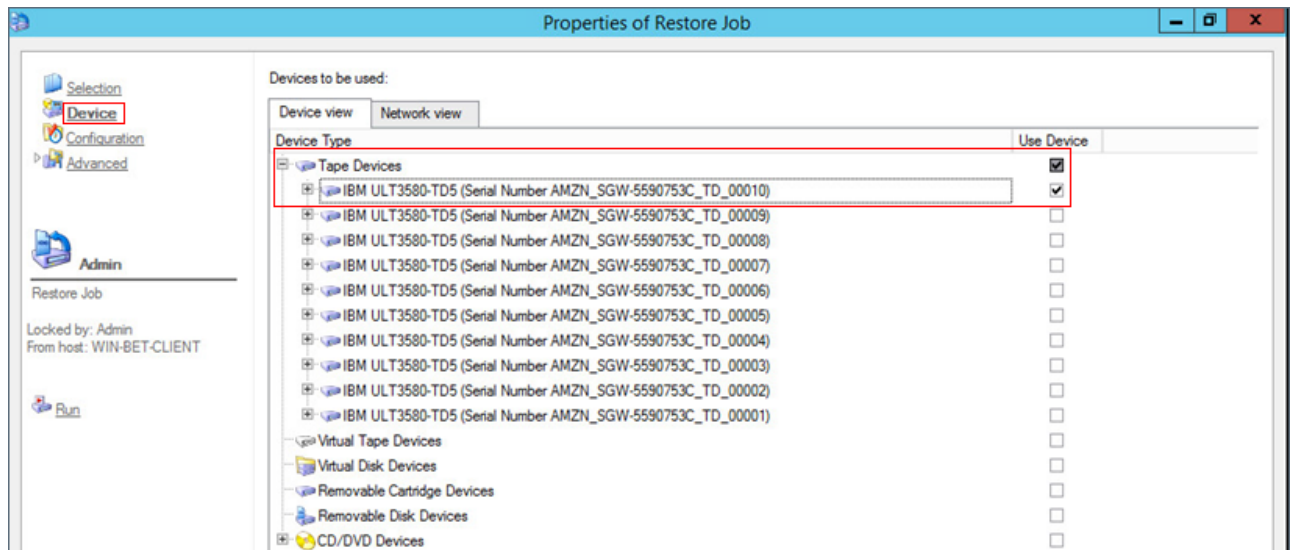 Properties of Restore Job
Selection
Device
Configuration
Advanced
Admin
Restore Job
Locked by: Admin
From host: WIN-BET-CLIENT
Run
Devices to be used:
Device view Network view
Device Type Use Device
Tape Devices
IBM ULT3580-TD5 (Serial Number AMZN_SGW-5590753C_TD_00010)
IBM ULT3580-TD5 (Serial Number AMZN_SGW-5590753C_TD_00009)
IBM ULT3580-TD5 (Serial Number AMZN_SGW-5590753C_TD_00008)
IBM ULT3580-TD5 (Serial Number AMZN_SGW-5590753C_TD_00007)
IBM ULT3580-TD5 (Serial Number AMZN_SGW-5590753C_TD_00006)
IBM ULT3580-TD5 (Serial Number AMZN_SGW-5590753C_TD_00005)
IBM ULT3580-TD5 (Serial Number AMZN_SGW-5590753C_TD_00004)
IBM ULT3580-TD5 (Serial Number AMZN_SGW-5590753C_TD_00003)
IBM ULT3580-TD5 (Serial Number AMZN_SGW-5590753C_TD_00002)
IBM ULT3580-TD5 (Serial Number AMZN_SGW-5590753C_TD_00001)
Virtual Tape Devices
Virtual Disk Devices
Removable Cartridge Devices
Removable Disk Devices
CD/DVD Devices